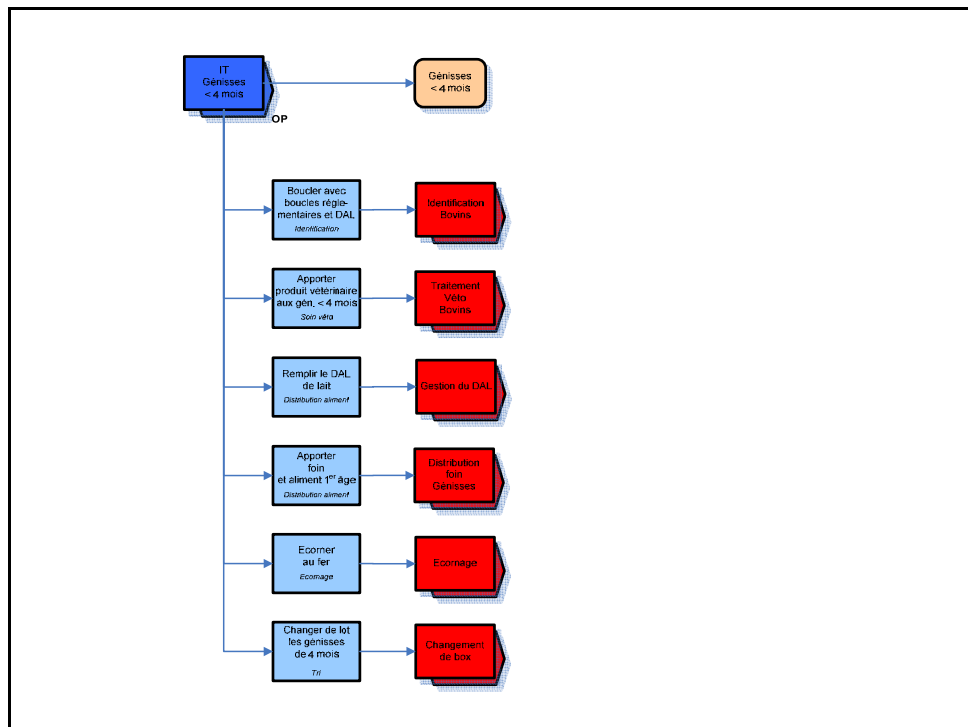 IT
Génisses
< 4 mois
OP
Génisses
< 4 mois
Boucler avec
boucles règle-
mentaires et DAL
Identification
Identification
Bovins
Apporter
produit vétérinaire
aux gén. < 4 mois
Soin véto
Traitement
Véto
Bovins
Remplir le DAL
de lait
Distribution aliment
Gestion du DAL
Apporter
foin
et aliment 1er âge
Distribution aliment
Distribution
foin
Génisses
Ecorner
au fer
Ecornage
Ecornage
Changer de lot
les génisses
de 4 mois
Tri
Changement
de box